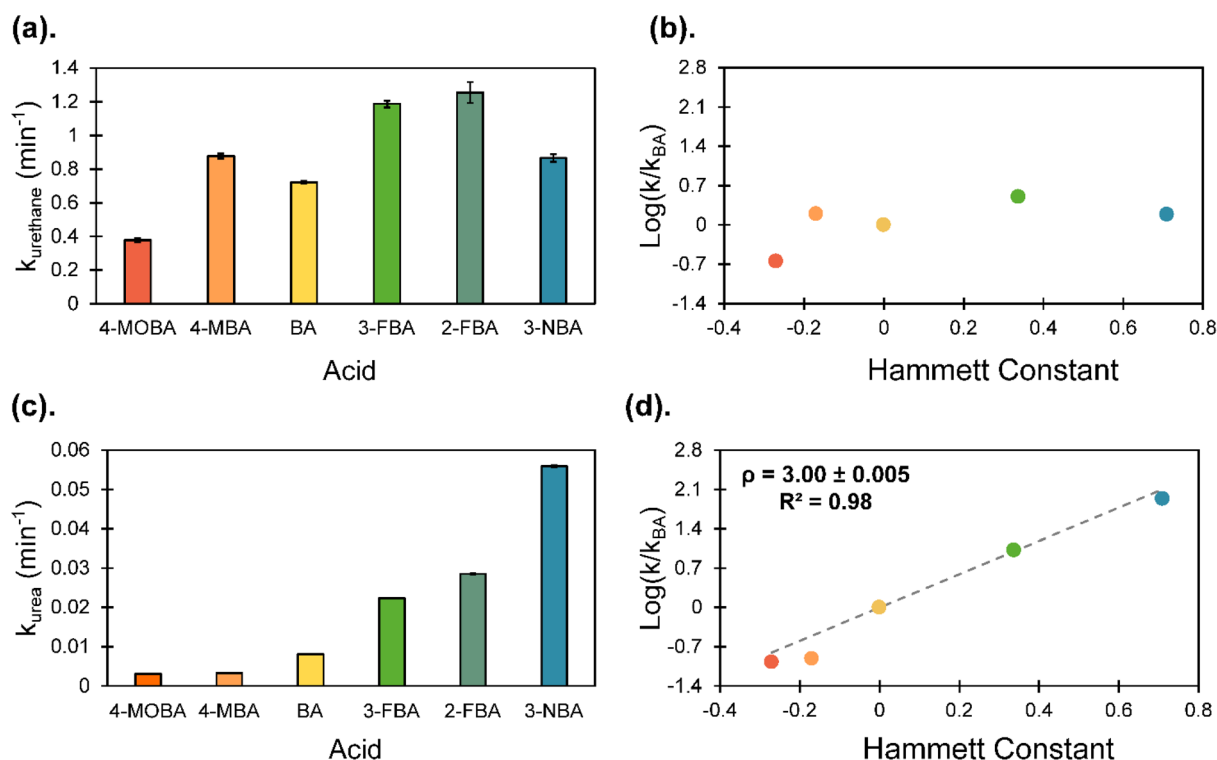 (a).
k_urethane (min⁻¹)
1.4
1.2
1
0.8
0.6
0.4
0.2
0
4-MOBA 4-MBA BA 3-FBA 2-FBA 3-NBA
Acid
(b).
Log(k/k_BA)
2.8
2.1
1.4
0.7
0
-0.7
-1.4
-0.4 -0.2 0 0.2 0.4 0.6 0.8
Hammett Constant
(c).
k_urea (min⁻¹)
0.06
0.05
0.04
0.03
0.02
0.01
0
4-MOBA 4-MBA BA 3-FBA 2-FBA 3-NBA
Acid
(d).
Log(k/k_BA)
2.8
2.1
1.4
0.7
0
-0.7
-1.4
ρ = 3.00 ± 0.005
R² = 0.98
-0.4 -0.2 0 0.2 0.4 0.6 0.8
Hammett Constant